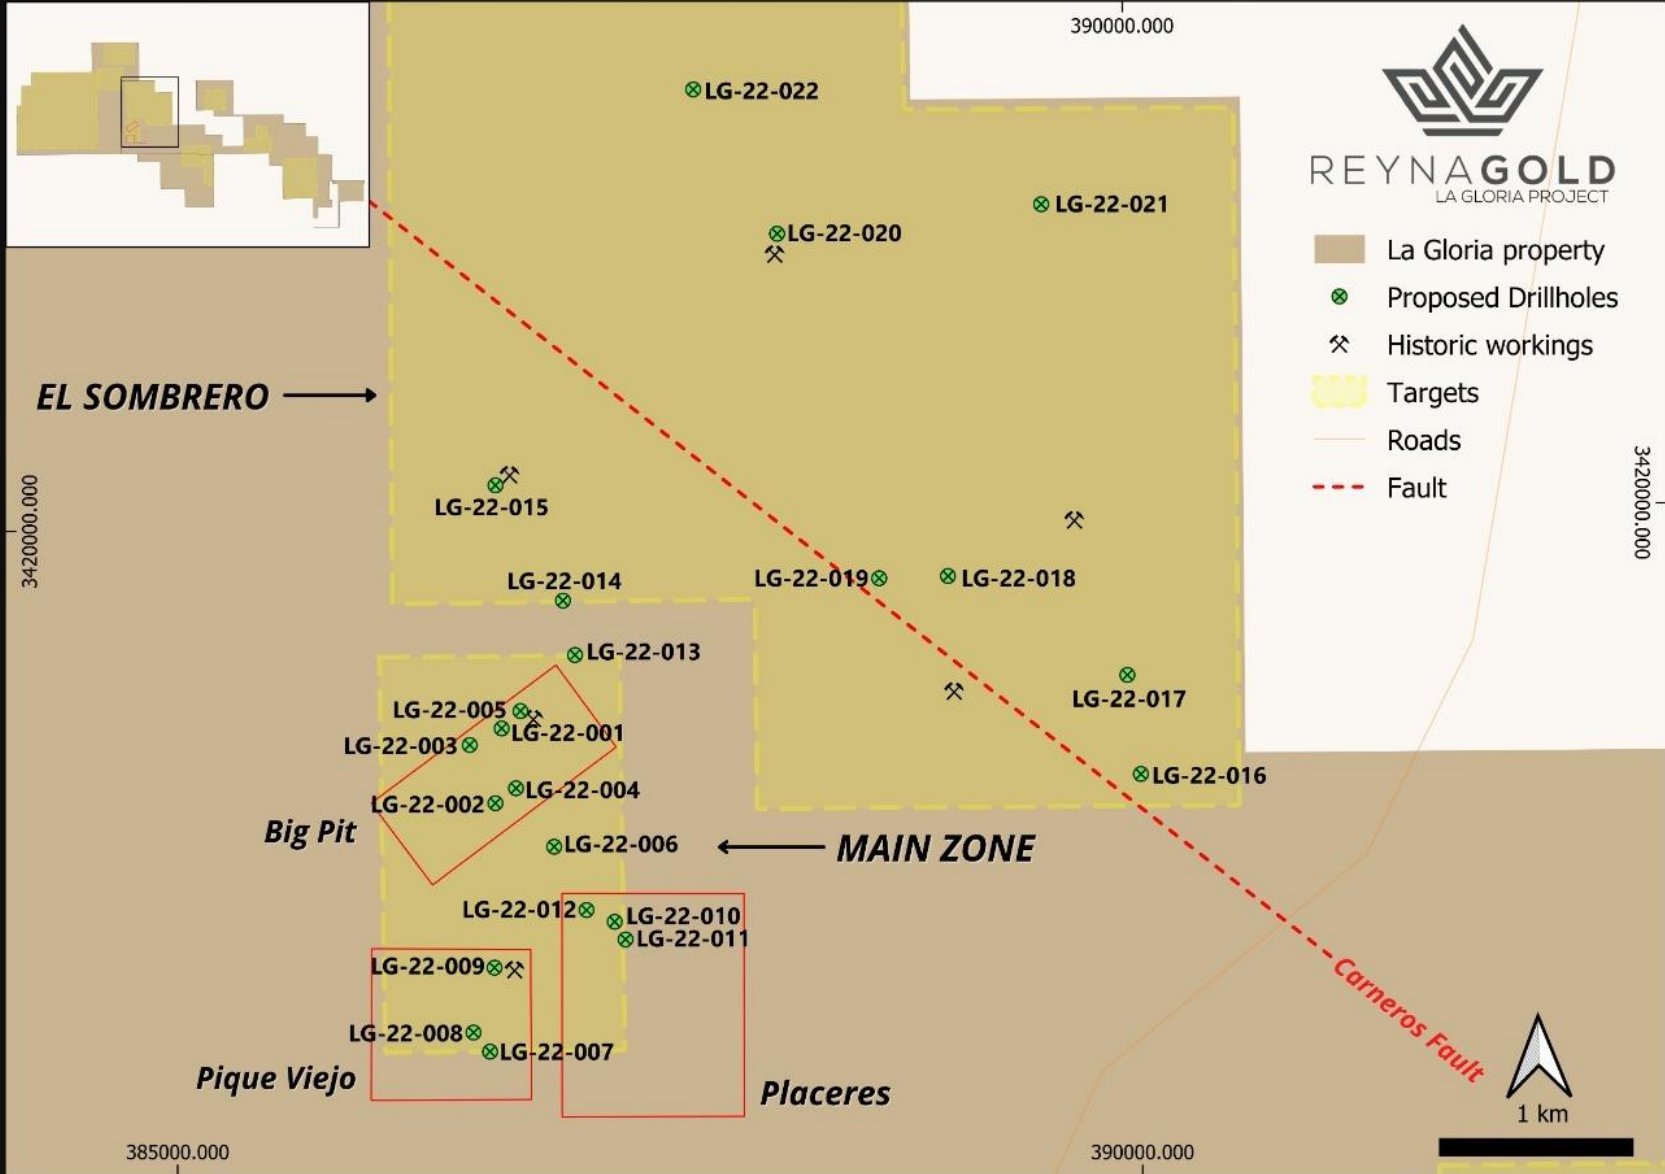 390000.000
REYNAGOLD
LA GLORIA PROJECT
La Gloria property
Proposed Drillholes
Historic workings
Targets
Roads
Fault
LG-22-022
LG-22-021
LG-22-020
EL SOMBRERO
LG-22-015
3420000.000
3420000.000
LG-22-014
LG-22-019
LG-22-018
LG-22-013
LG-22-017
LG-22-005
LG-22-001
LG-22-003
LG-22-016
LG-22-004
LG-22-002
Big Pit
LG-22-006
MAIN ZONE
LG-22-012
LG-22-010
LG-22-011
LG-22-009
Carneros Fault
LG-22-008
LG-22-007
Pique Viejo
Placeres
1 km
385000.000
390000.000